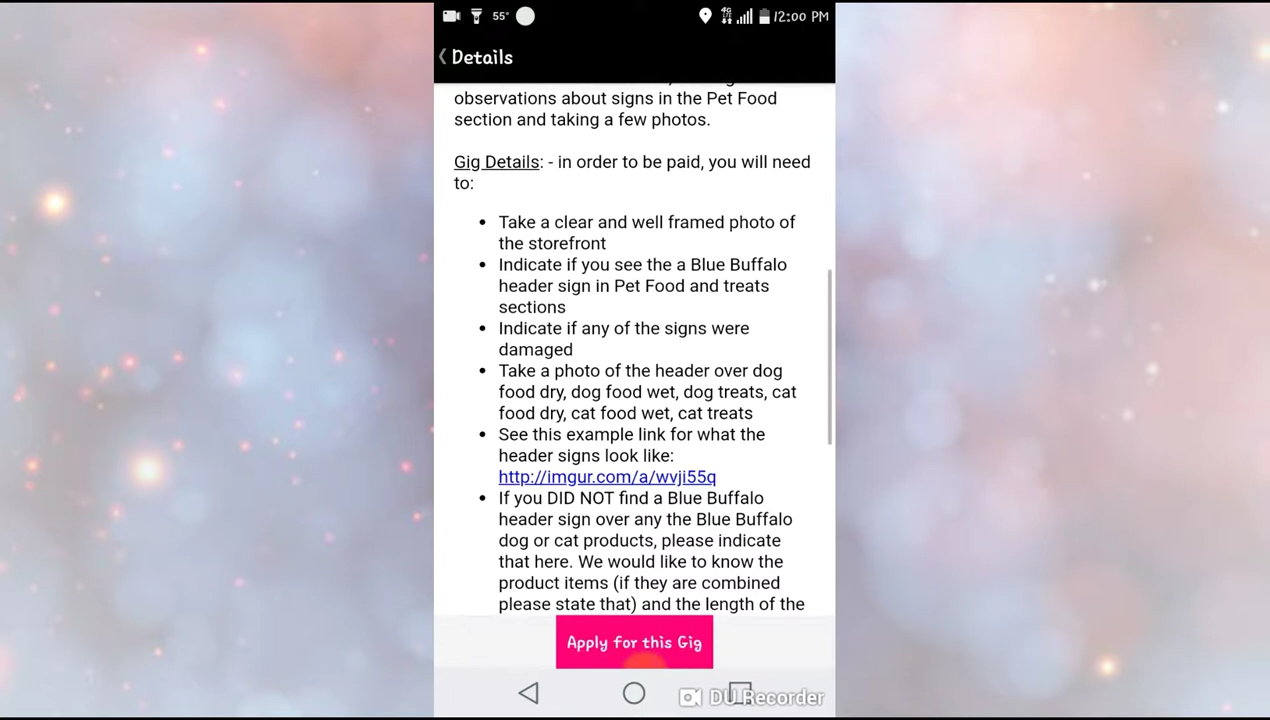 55°
4G
LTE
12:00 PM
Details
observations about signs in the Pet Food
section and taking a few photos.
Gig Details: - in order to be paid, you will need
to:
• Take a clear and well framed photo of
the storefront
• Indicate if you see the a Blue Buffalo
header sign in Pet Food and treats
sections
• Indicate if any of the signs were
damaged
• Take a photo of the header over dog
food dry, dog food wet, dog treats, cat
food dry, cat food wet, cat treats
• See this example link for what the
header signs look like:
http://imgur.com/a/wvji55q
• If you DID NOT find a Blue Buffalo
header sign over any the Blue Buffalo
dog or cat products, please indicate
that here. We would like to know the
product items (if they are combined
please state that) and the length of the
Apply for this Gig
DU Recorder